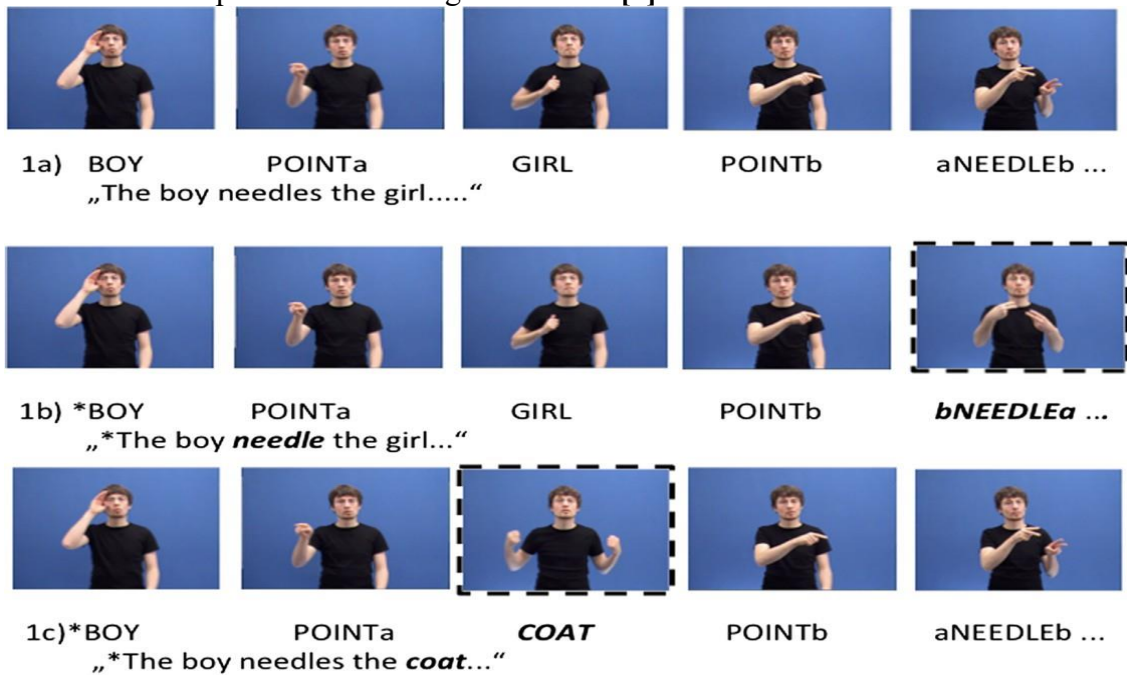 1a) BOY POINTa GIRL POINTb aNEEDLEb ...
„The boy needles the girl.....“
1b) *BOY POINTa GIRL POINTb bNEEDLEa ...
„*The boy needle the girl...“
1c)*BOY POINTa COAT POINTb aNEEDLEb ...
„*The boy needles the coat...“